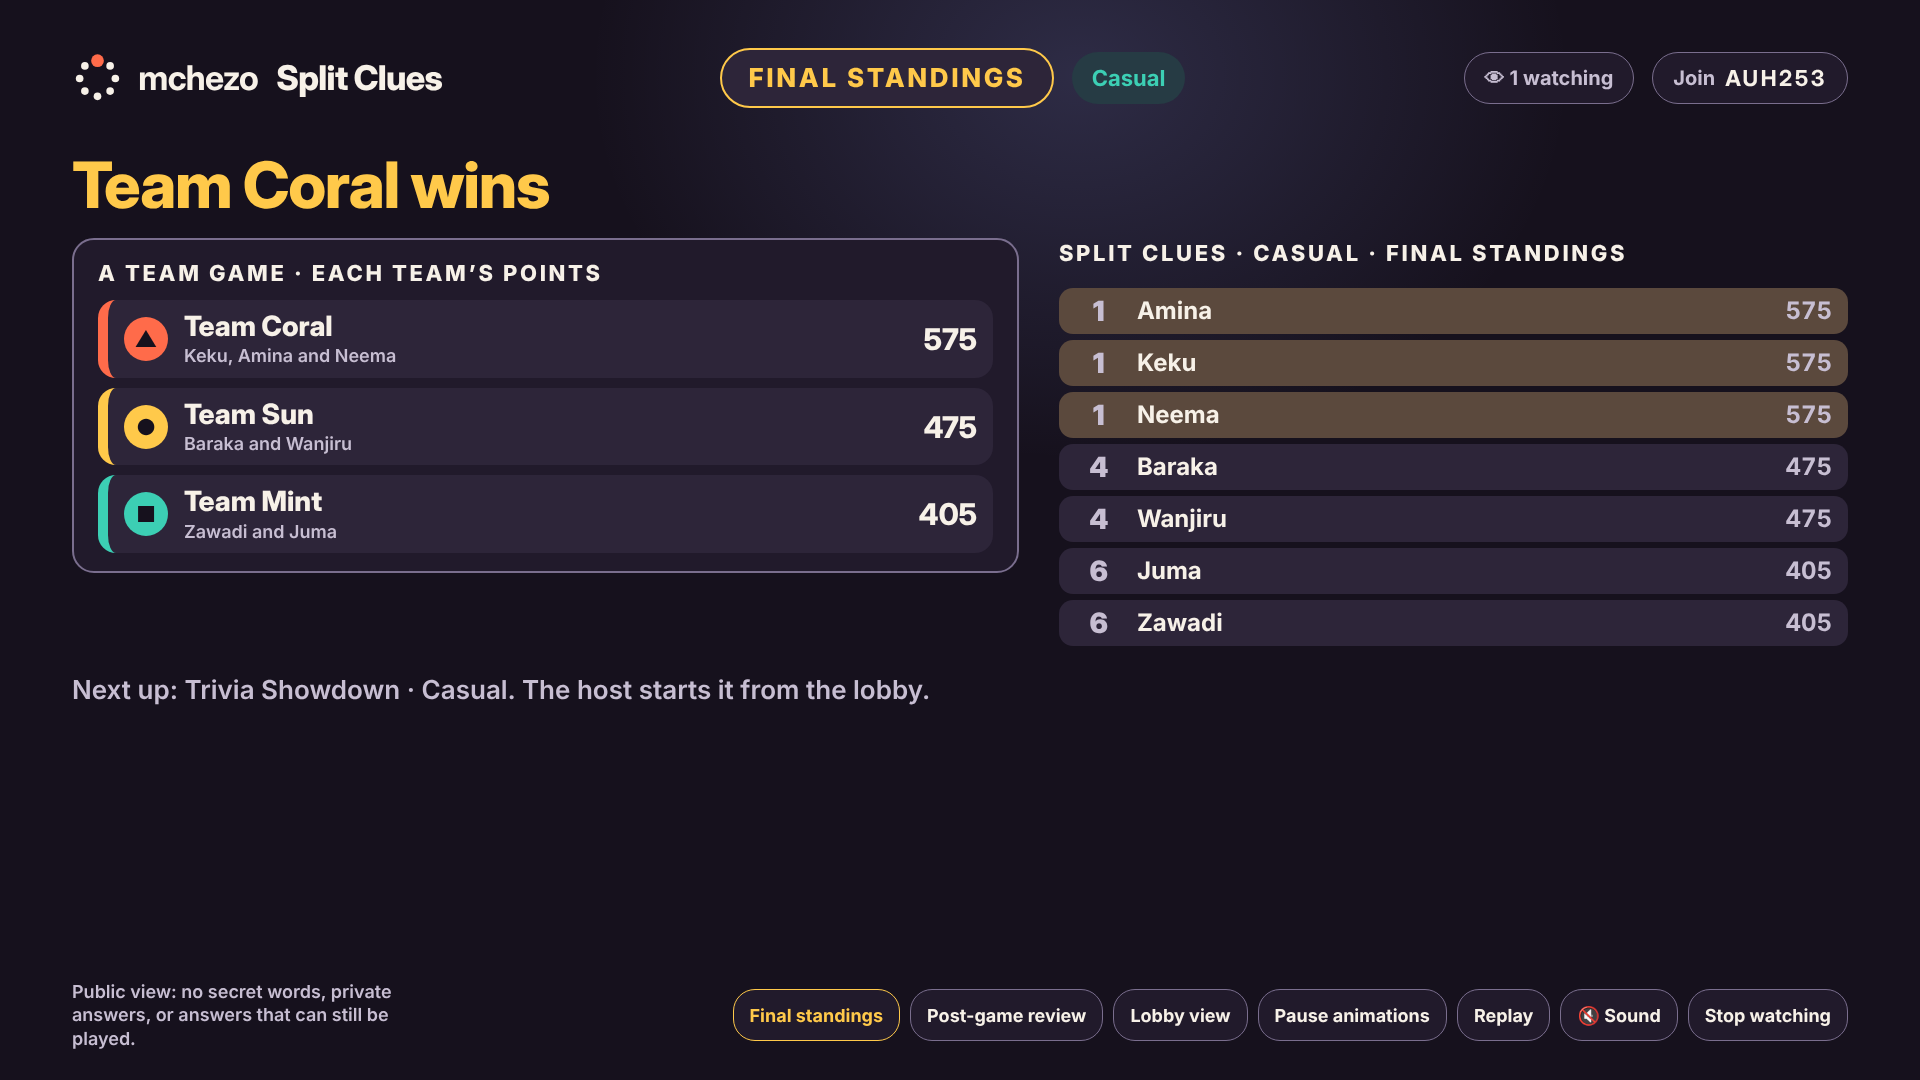 mchezo Split Clues
FINAL STANDINGS
Casual
1 watching
Join AUH253
Team Coral wins
A TEAM GAME · EACH TEAM’S POINTS
Team Coral
Keku, Amina and Neema
575
Team Sun
Baraka and Wanjiru
475
Team Mint
Zawadi and Juma
405
SPLIT CLUES · CASUAL · FINAL STANDINGS
1 Amina 575
1 Keku 575
1 Neema 575
4 Baraka 475
4 Wanjiru 475
6 Juma 405
6 Zawadi 405
Next up: Trivia Showdown · Casual. The host starts it from the lobby.
Public view: no secret words, private
answers, or answers that can still be
played.
Final standings
Post-game review
Lobby view
Pause animations
Replay
Sound
Stop watching